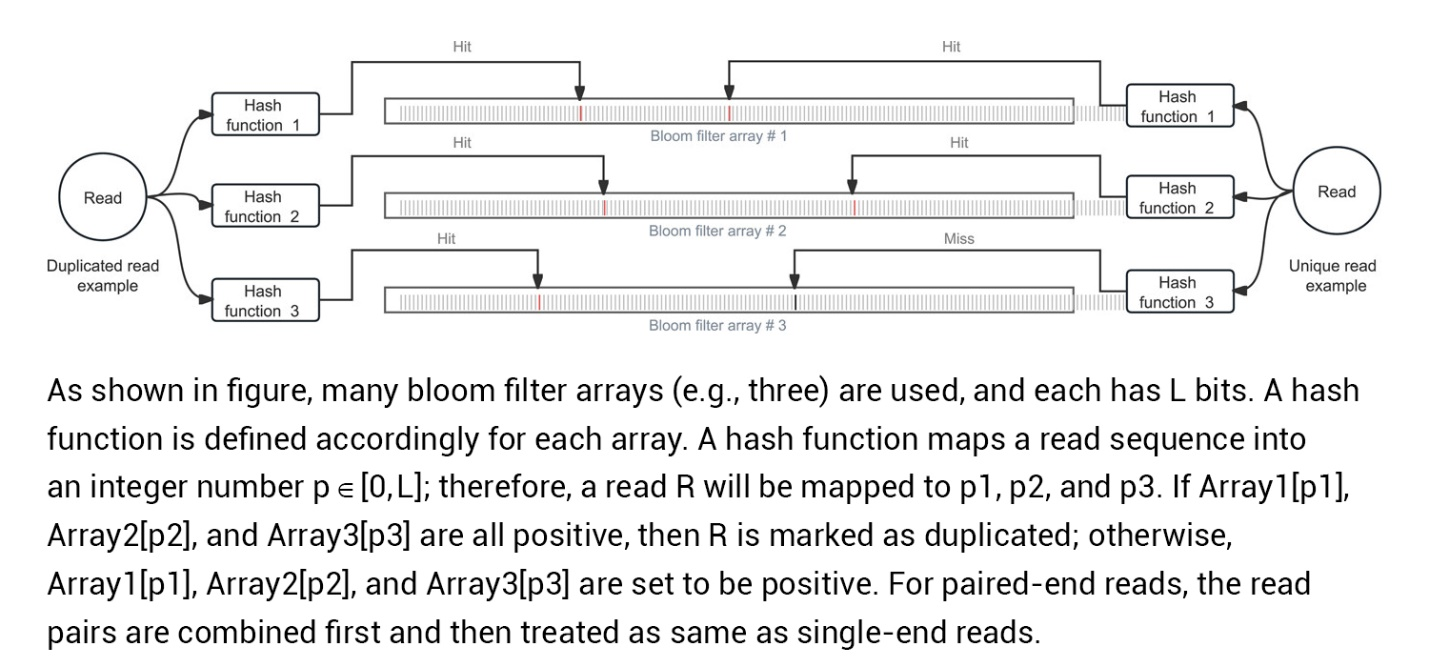 Hit
Hit
Hash
function 1
Hash
function 1
Bloom filter array # 1
Hit
Hit
Read
Hash
function 2
Hash
function 2
Read
Bloom filter array # 2
Hit
Miss
Duplicated read
example
Unique read
example
Hash
function 3
Hash
function 3
Bloom filter array # 3
As shown in figure, many bloom filter arrays (e.g., three) are used, and each has L bits. A hash
function is defined accordingly for each array. A hash function maps a read sequence into
an integer number p ∈ [0,L]; therefore, a read R will be mapped to p1, p2, and p3. If Array1[p1],
Array2[p2], and Array3[p3] are all positive, then R is marked as duplicated; otherwise,
Array1[p1], Array2[p2], and Array3[p3] are set to be positive. For paired-end reads, the read
pairs are combined first and then treated as same as single-end reads.